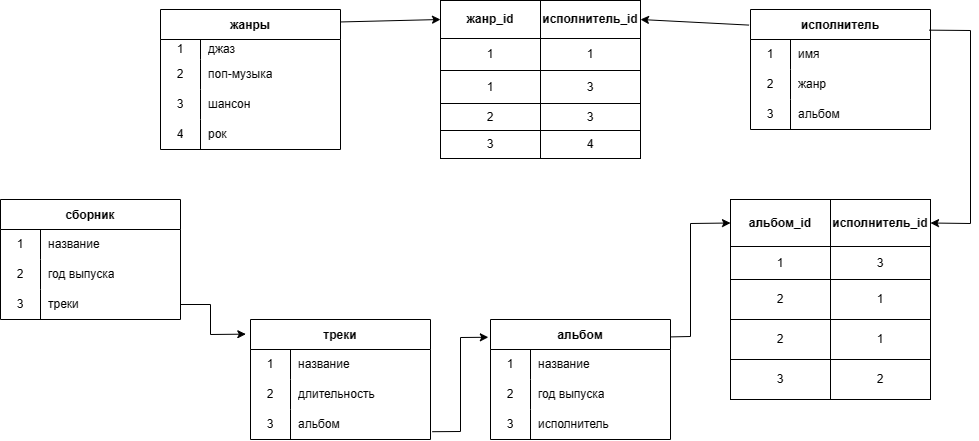 жанры
1 джаз
2 поп-музыка
3 шансон
4 рок
жанр_id исполнитель_id
1 1
1 3
2 3
3 4
исполнитель
1 имя
2 жанр
3 альбом
сборник
1 название
2 год выпуска
3 треки
треки
1 название
2 длительность
3 альбом
альбом
1 название
2 год выпуска
3 исполнитель
альбом_id исполнитель_id
1 3
2 1
2 1
3 2